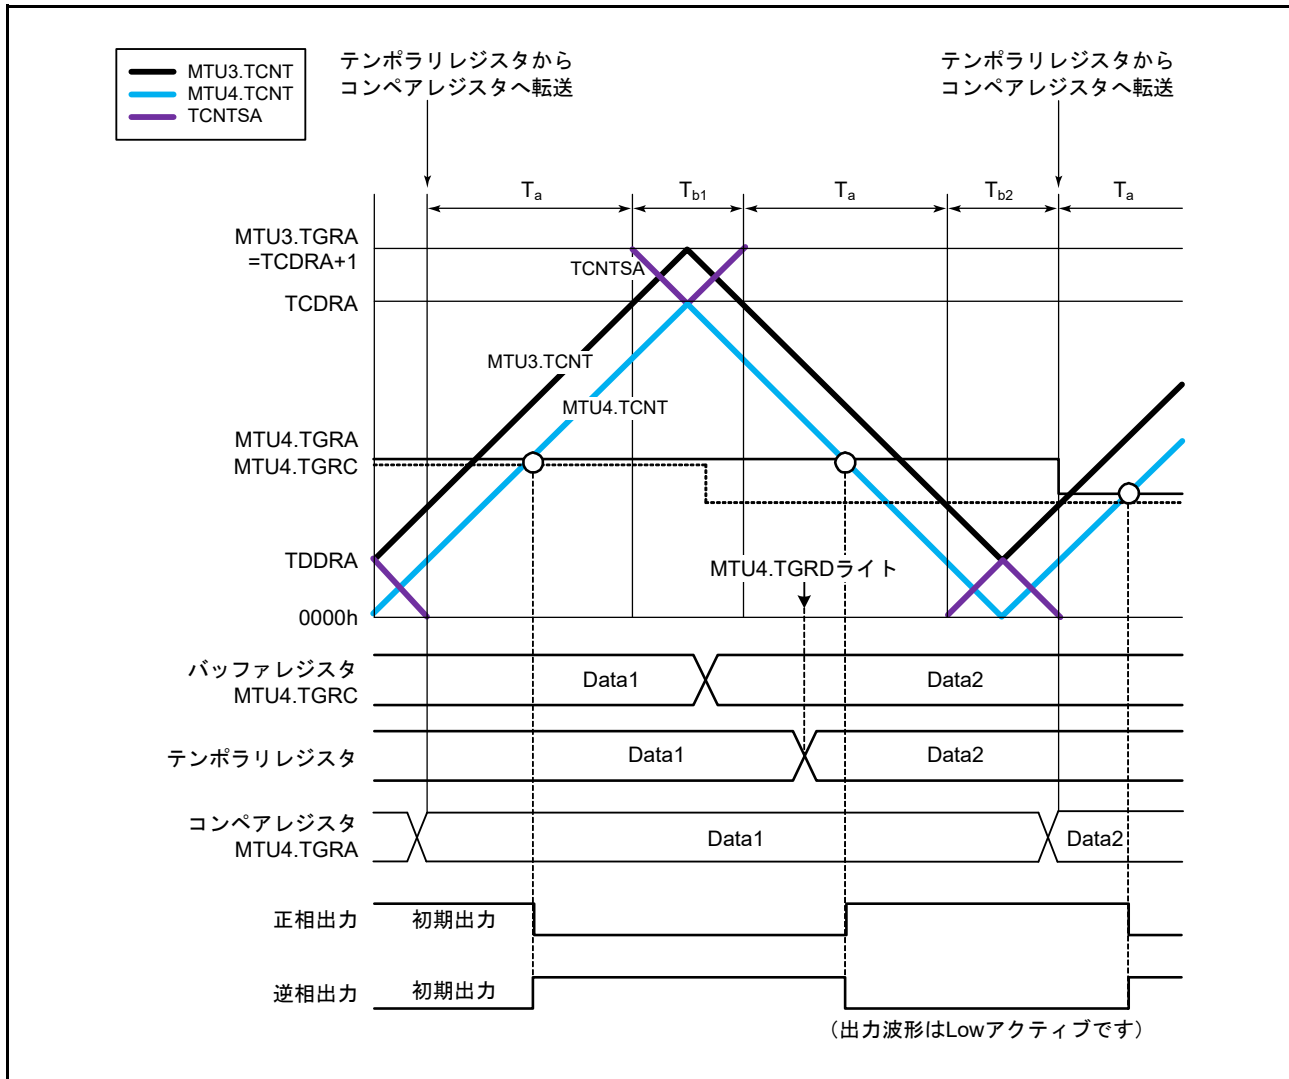 MTU3.TCNT
MTU4.TCNT
TCNTSA
テンポラリレジスタから
コンペアレジスタへ転送
テンポラリレジスタから
コンペアレジスタへ転送
Ta
Tb1
Ta
Tb2
Ta
MTU3.TGRA
=TCDRA+1
TCNTSA
TCDRA
MTU3.TCNT
MTU4.TCNT
MTU4.TGRA
MTU4.TGRC
TDDRA
MTU4.TGRDライト
0000h
バッファレジスタ
MTU4.TGRC
Data1
Data2
テンポラリレジスタ
Data1
Data2
コンペアレジスタ
MTU4.TGRA
Data1
Data2
正相出力
初期出力
逆相出力
初期出力
（出力波形はLowアクティブです）